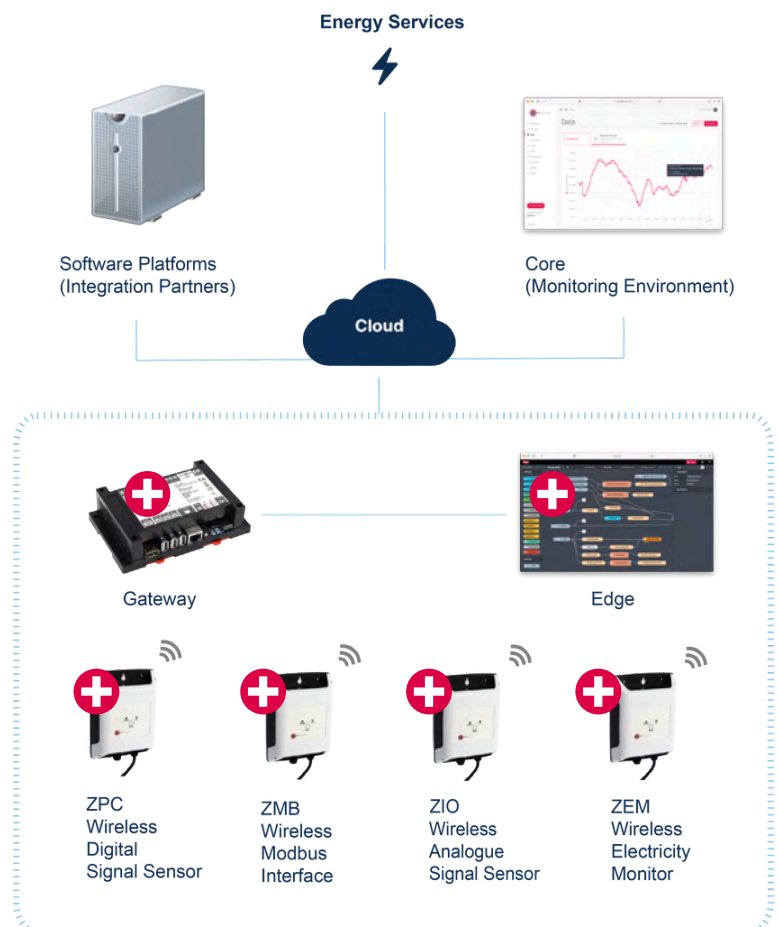 Energy Services
Data
Software Platforms
(Integration Partners)
Core
(Monitoring Environment)
Cloud
Gateway
Edge
ZPC
Wireless
Digital
Signal Sensor
ZMB
Wireless
Modbus
Interface
ZIO
Wireless
Analogue
Signal Sensor
ZEM
Wireless
Electricity
Monitor